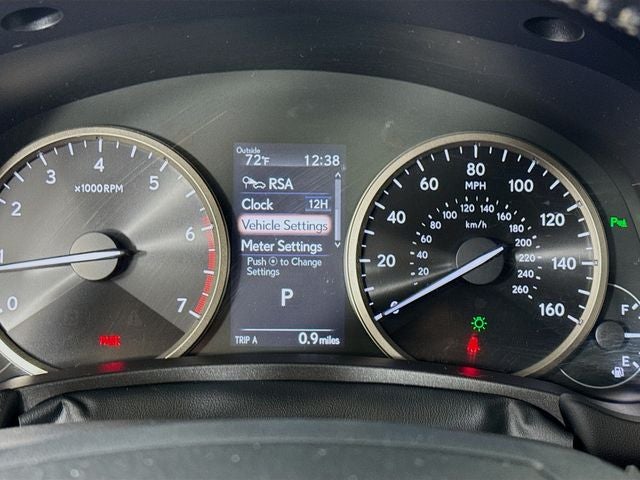 Outside
72°F 12:38
RSA
Clock 12H
Vehicle Settings
Meter Settings
Push ⊙ to Change
Settings
P
TRIP A 0.9 miles
0
1
2
3
4
5
6
7
x1000RPM
0
20
40
60
80
100
120
140
160
MPH
20
40
60
80
100
120
140
160
180
200
220
240
260
km/h
F
E